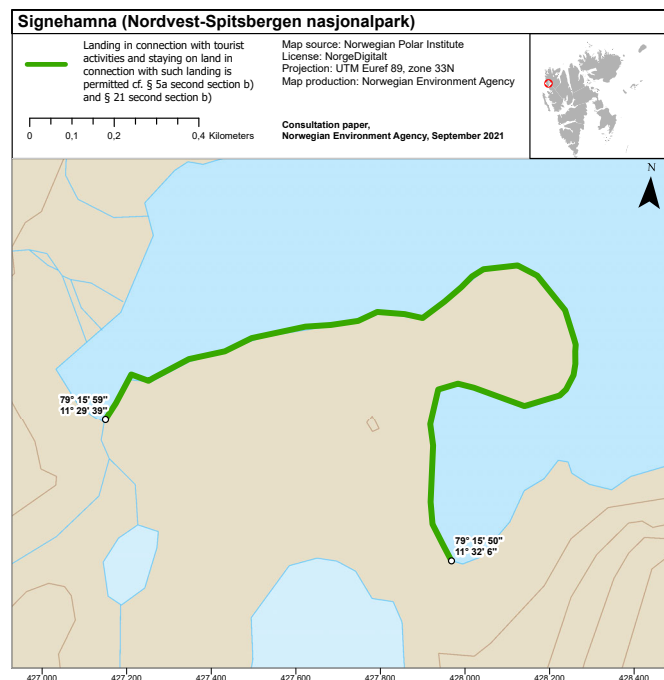 Signehamna (Nordvest-Spitsbergen nasjonalpark)
Landing in connection with tourist
activities and staying on land in
connection with such landing is
permitted cf. § 5a second section b)
and § 21 second section b)
Map source: Norwegian Polar Institute
License: NorgeDigitalt
Projection: UTM Euref 89, zone 33N
Map production: Norwegian Environment Agency
0 0,1 0,2 0,4 Kilometers
Consultation paper,
Norwegian Environment Agency, September 2021
N
79° 15' 59"
11° 29' 39"
79° 15' 50"
11° 32' 6"
427 000 427 200 427 400 427 600 427 800 428 000 428 200 428 400